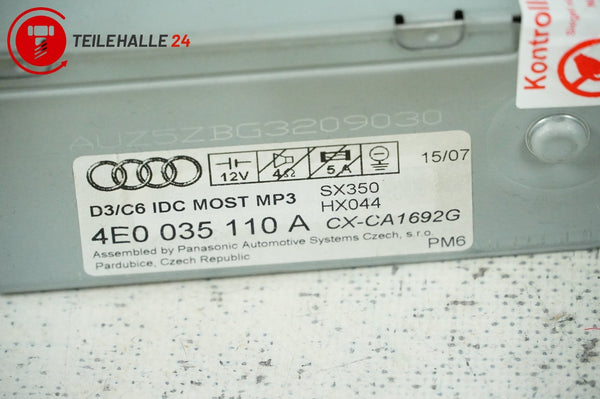 TEILEHALLE 24
Kontroll
Siegel
AUZ5ZBG3209030
12V
4Ω
5 A
15/07
D3/C6 IDC MOST MP3
SX350
HX044
4E0 035 110 A
CX-CA1692G
Assembled by Panasonic Automotive Systems Czech, s.r.o.
Pardubice, Czech Republic
PM6